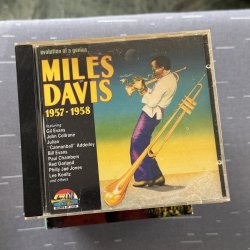 evolution of a genius
MILES
DAVIS
1957-1958
featuring:
Gil Evans
John Coltrane
Julian
"Cannonball" Adderley
Bill Evans
Paul Chambers
Red Garland
Philly Joe Jones
Lee Konitz
and others